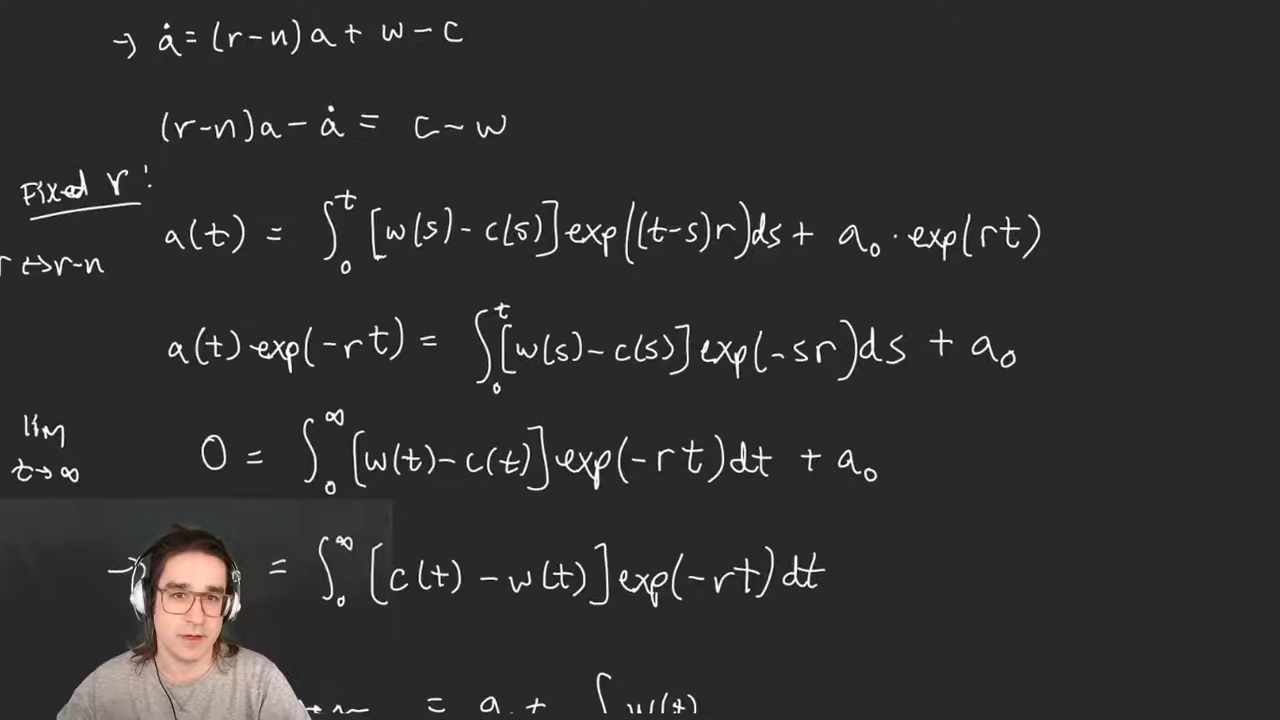 → ȧ = (r-n)a + w - c
(r-n)a - ȧ = c - w
Fixed r:
a(t) = ∫₀ᵗ [w(s) - c(s)] exp((t-s)r)ds + a₀ · exp(rt)
r ↔ r-n
a(t) exp(-rt) = ∫₀ᵗ [w(s) - c(s)] exp(-sr)ds + a₀
lim t→∞
0 = ∫₀^∞ [w(t) - c(t)] exp(-rt)dt + a₀
→ = ∫₀^∞ [c(t) - w(t)] exp(-rt)dt
= a + ∫ w(t)